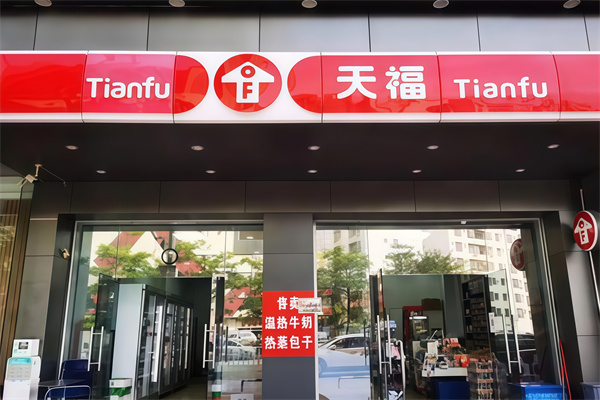 Tianfu
天福 Tianfu
售卖
温热牛奶
热蒸包子